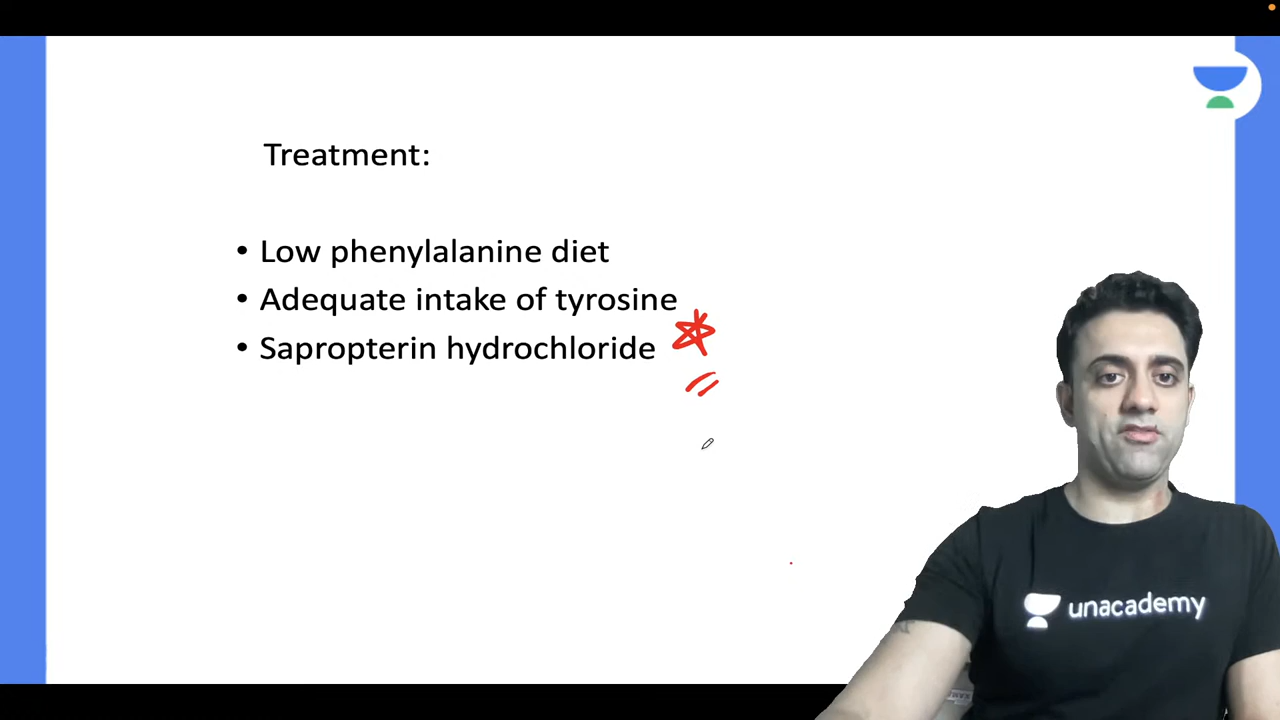 Treatment:
• Low phenylalanine diet
• Adequate intake of tyrosine
• Sapropterin hydrochloride
unacademy